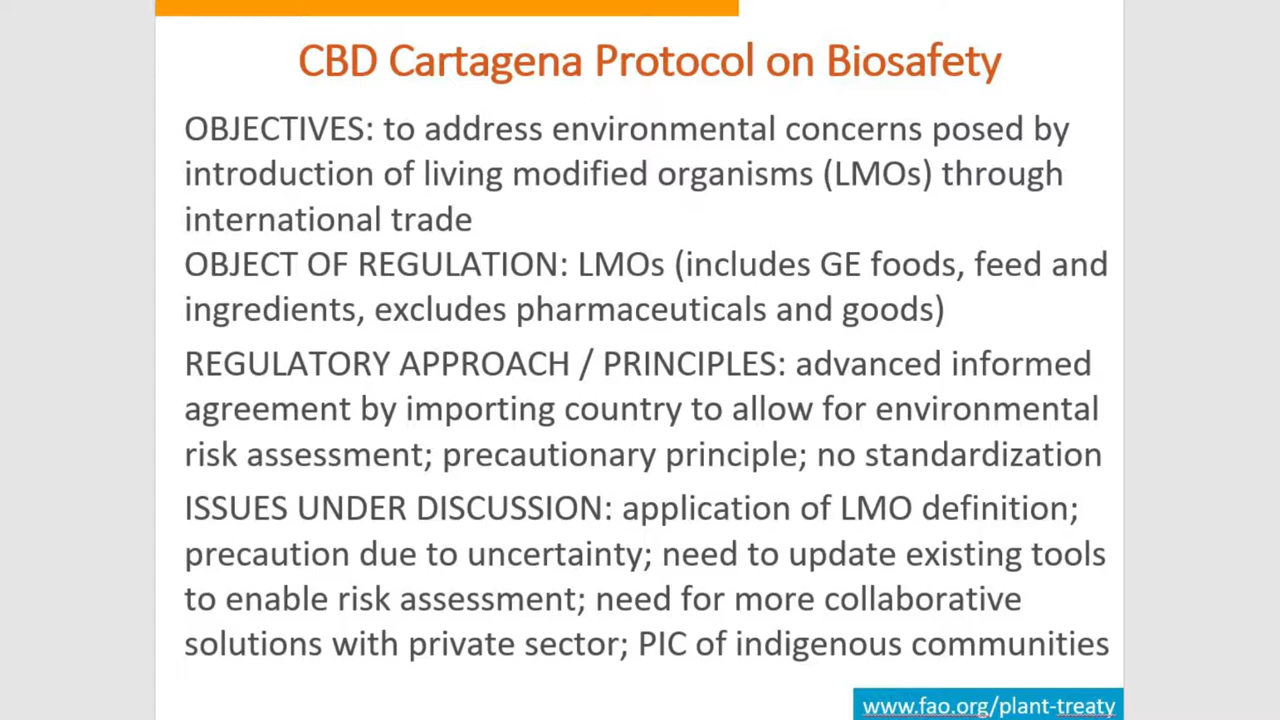 CBD Cartagena Protocol on Biosafety
OBJECTIVES: to address environmental concerns posed by
introduction of living modified organisms (LMOs) through
international trade
OBJECT OF REGULATION: LMOs (includes GE foods, feed and
ingredients, excludes pharmaceuticals and goods)
REGULATORY APPROACH / PRINCIPLES: advanced informed
agreement by importing country to allow for environmental
risk assessment; precautionary principle; no standardization
ISSUES UNDER DISCUSSION: application of LMO definition;
precaution due to uncertainty; need to update existing tools
to enable risk assessment; need for more collaborative
solutions with private sector; PIC of indigenous communities
www.fao.org/plant-treaty